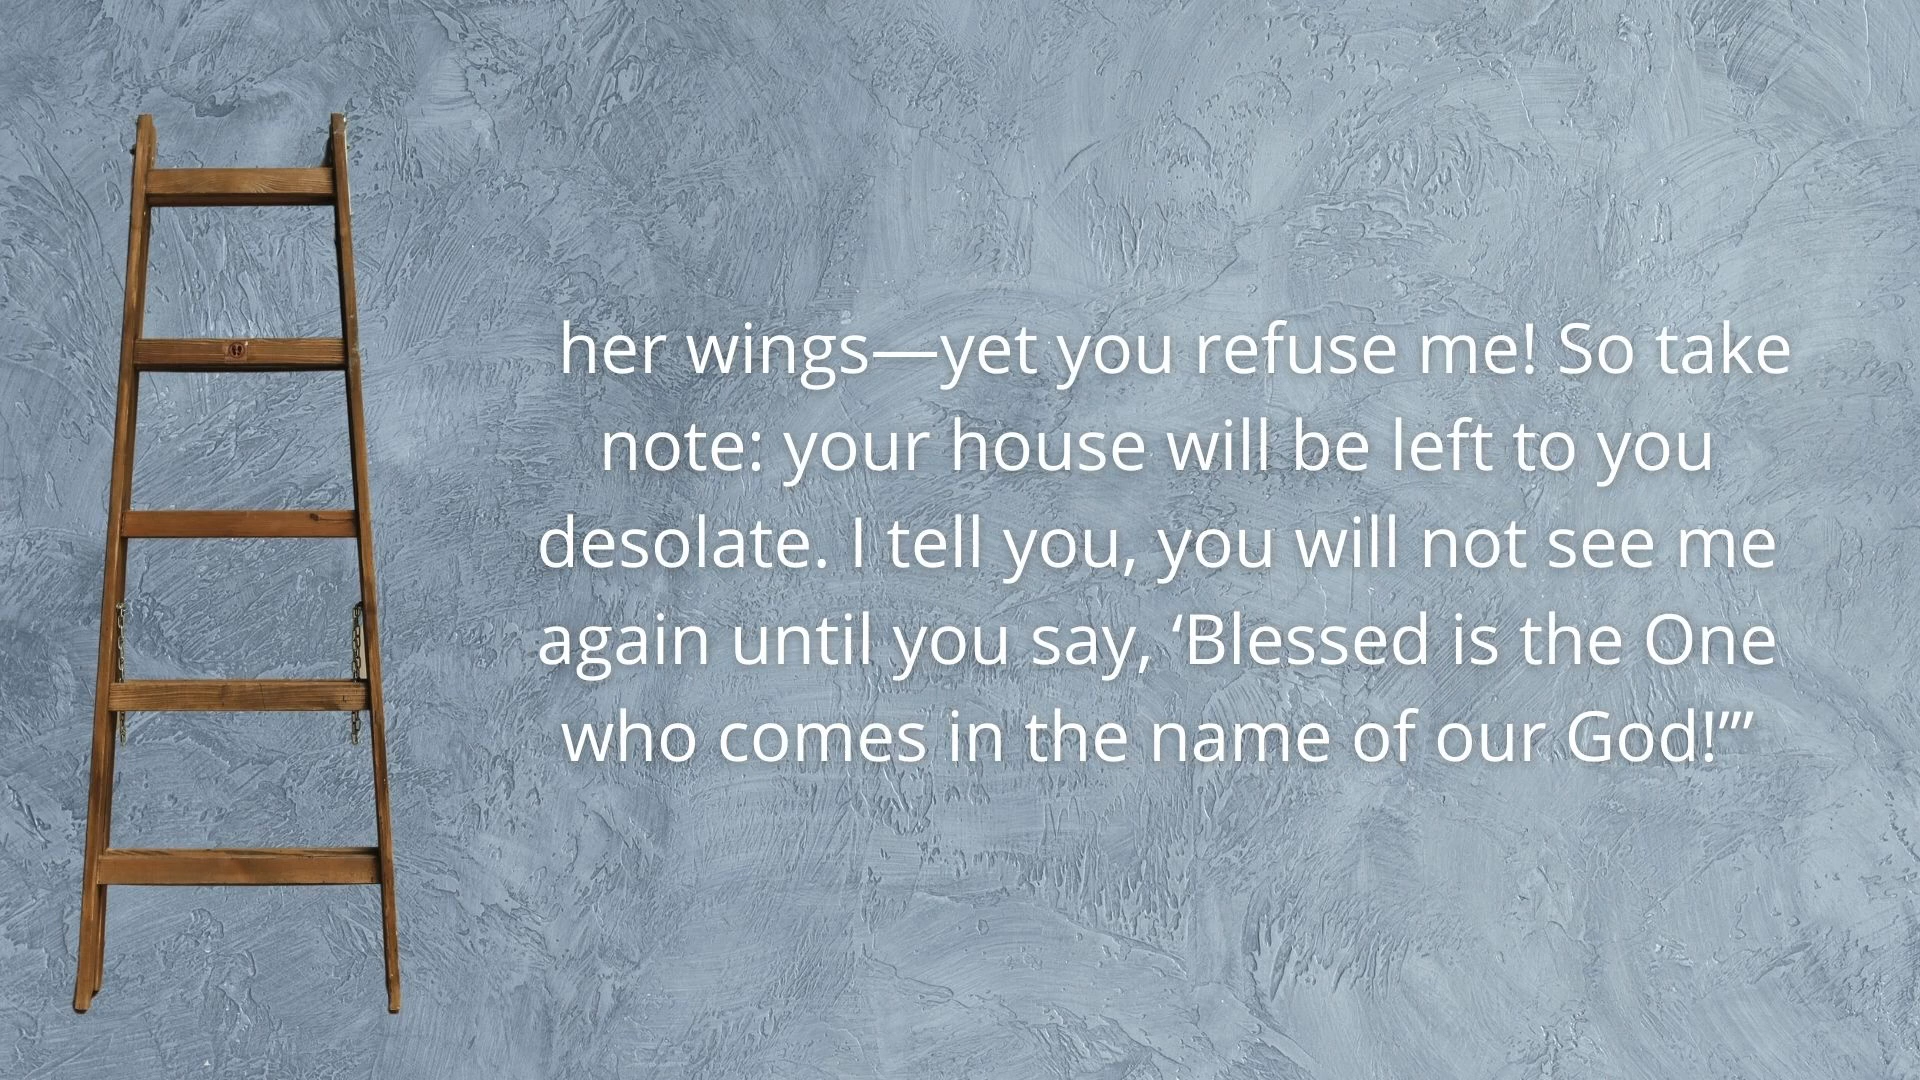 her wings—yet you refuse me! So take
note: your house will be left to you
desolate. I tell you, you will not see me
again until you say, ‘Blessed is the One
who comes in the name of our God!’”